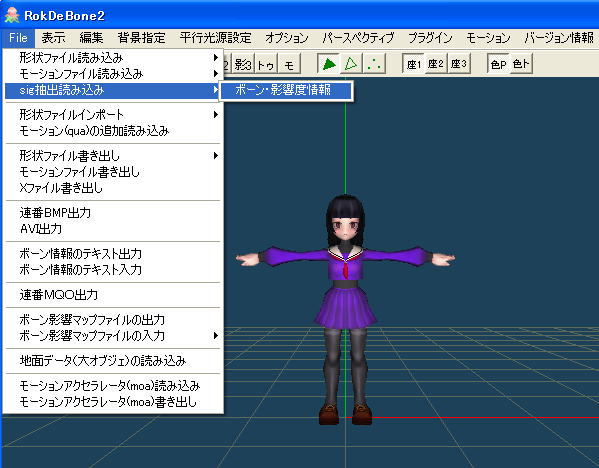 RokDeBone2
File 表示 編集 背景指定 平行光源設定 オプション パースペクティブ プラグイン モーション バージョン情報
2 影3 トゥ モ 座1 座2 座3 色P 色ト
形状ファイル読み込み
モーションファイル読み込み
sig抽出読み込み
ボーン・影響度情報
形状ファイルインポート
モーション(qua)の追加読み込み
形状ファイル書き出し
モーションファイル書き出し
Xファイル書き出し
連番BMP出力
AVI出力
ボーン情報のテキスト出力
ボーン情報のテキスト入力
連番MQO出力
ボーン影響マップファイルの出力
ボーン影響マップファイルの入力
地面データ(大オブジェ)の読み込み
モーションアクセラレータ(moa)読み込み
モーションアクセラレータ(moa)書き出し